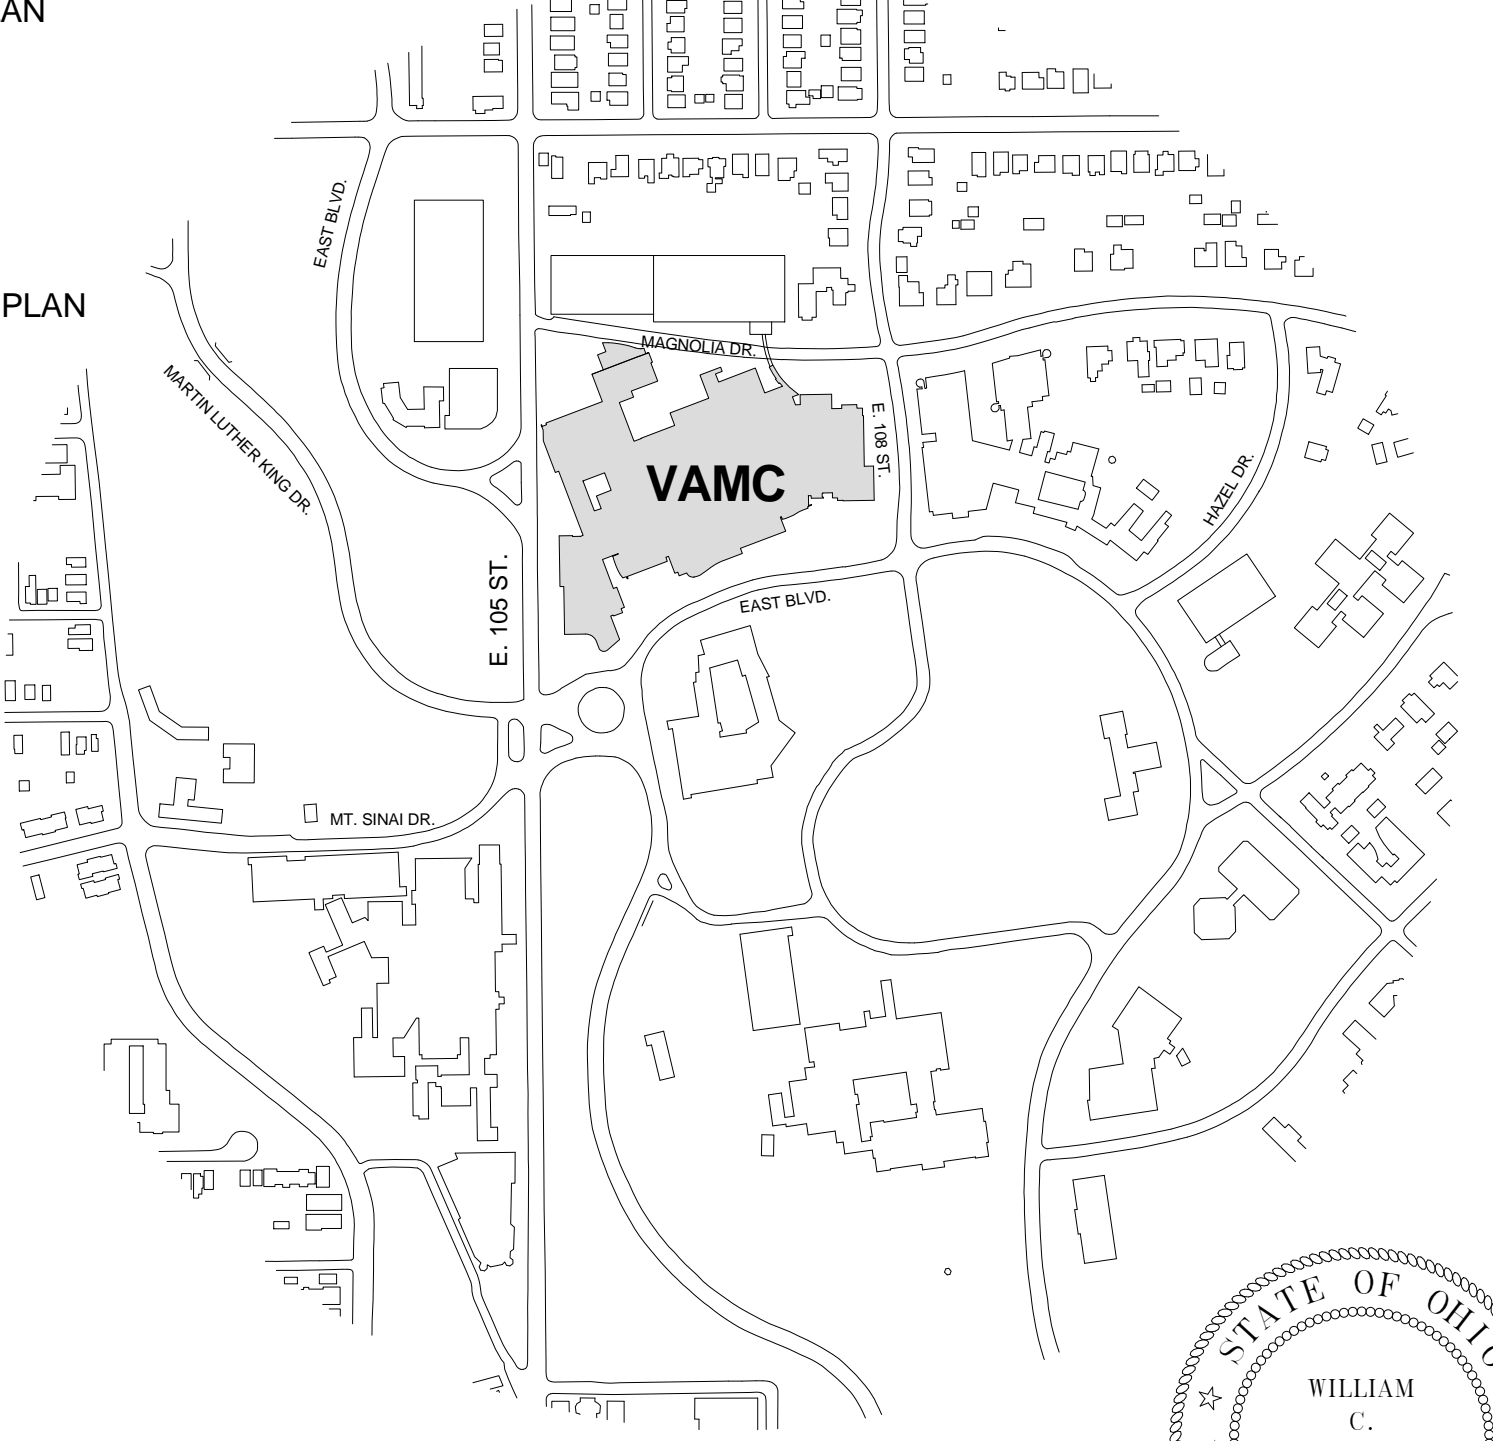 AN
PLAN
EAST BLVD.
MARTIN LUTHER KING DR.
MAGNOLIA DR.
E. 108 ST.
VAMC
HAZEL DR.
E. 105 ST.
EAST BLVD.
MT. SINAI DR.
STATE OF OHIO
WILLIAM
C.